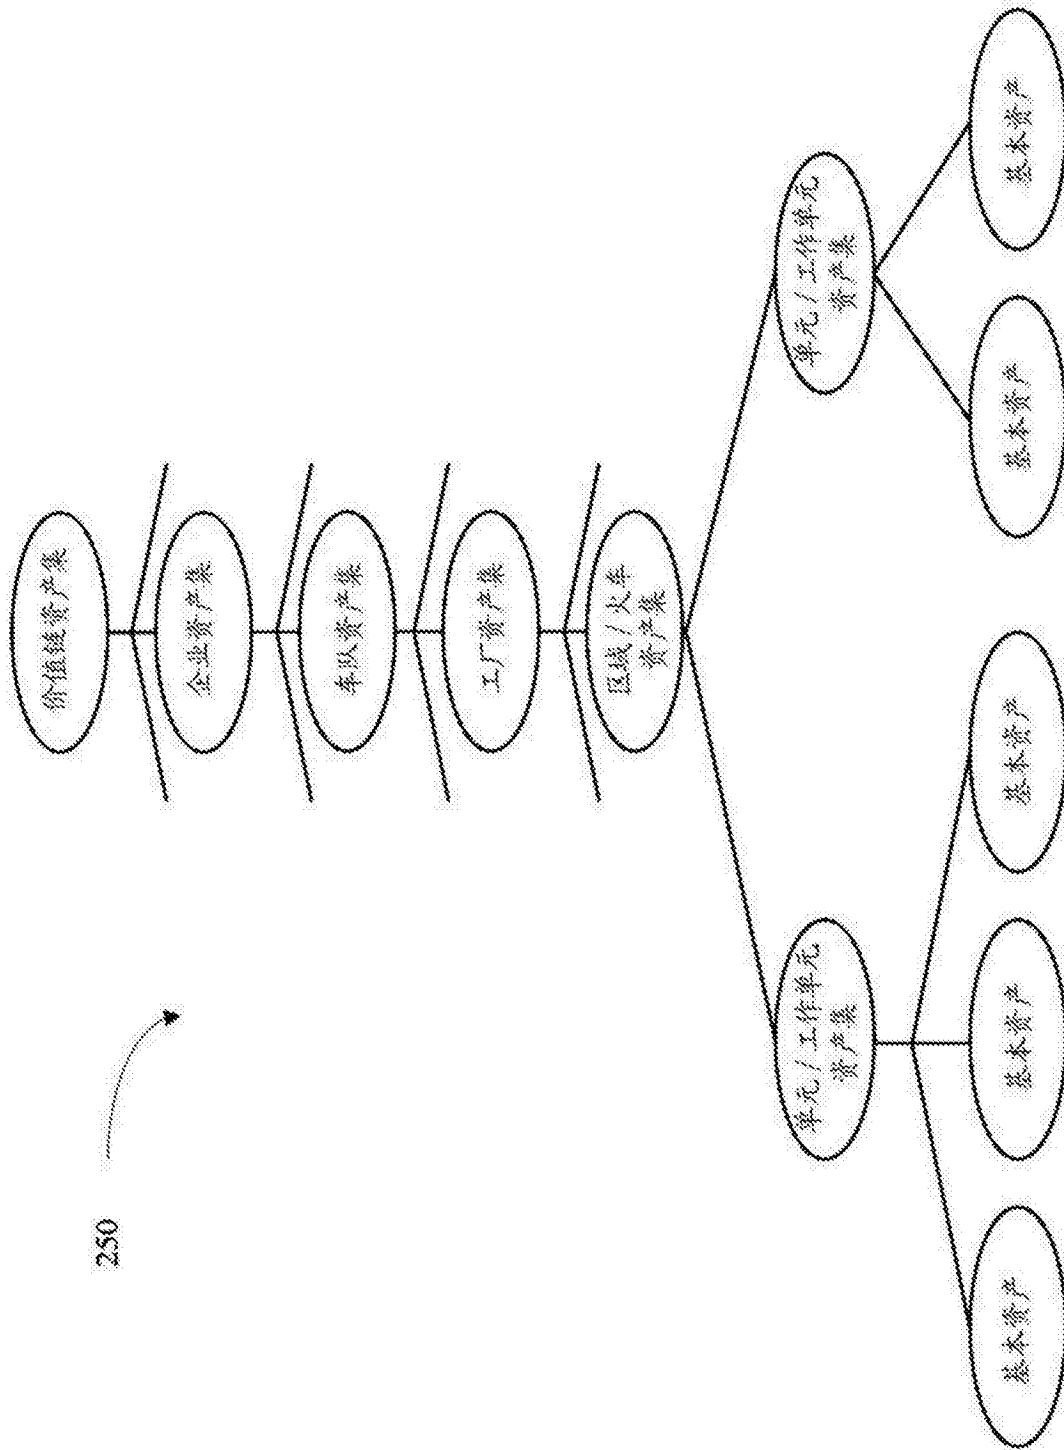 250
价值链资产集
企业资产集
车队资产集
工厂资产集
区域 / 火车
资产集
单元 / 工作单元
资产集
单元 / 工作单元
资产集
基本资产
基本资产
基本资产
基本资产
基本资产